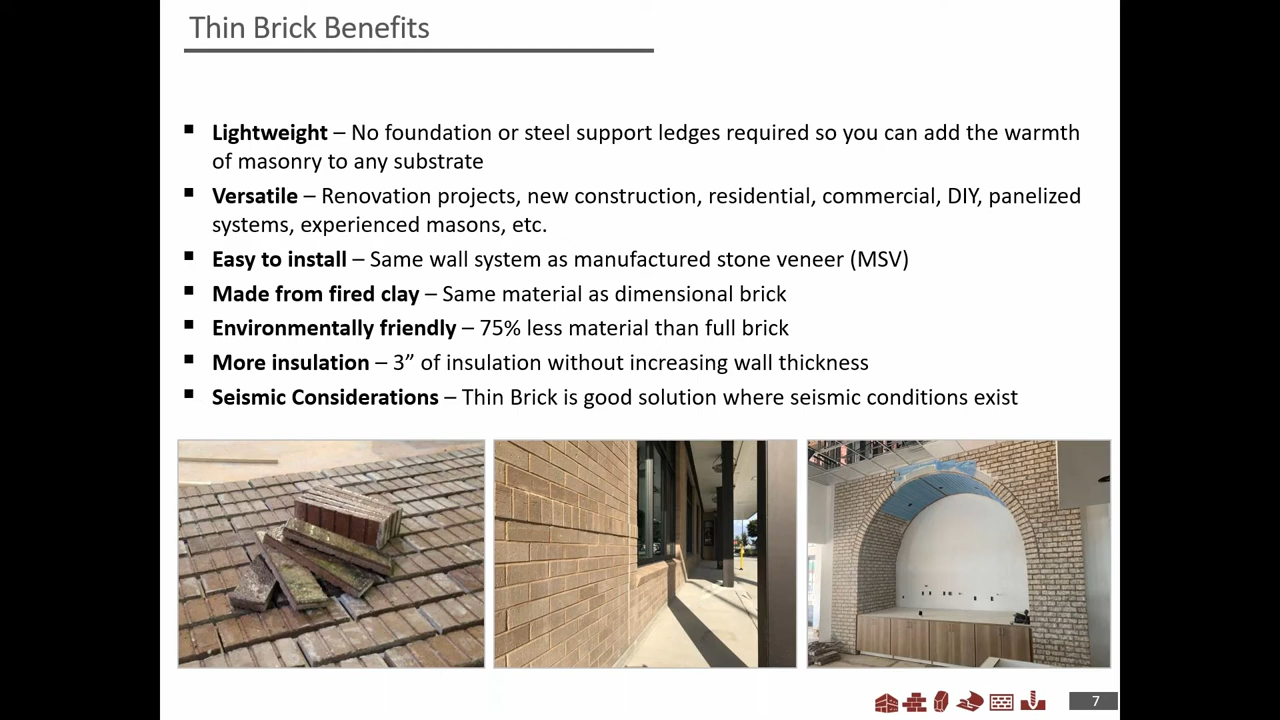 Thin Brick Benefits
▪ Lightweight – No foundation or steel support ledges required so you can add the warmth
of masonry to any substrate
▪ Versatile – Renovation projects, new construction, residential, commercial, DIY, panelized
systems, experienced masons, etc.
▪ Easy to install – Same wall system as manufactured stone veneer (MSV)
▪ Made from fired clay – Same material as dimensional brick
▪ Environmentally friendly – 75% less material than full brick
▪ More insulation – 3” of insulation without increasing wall thickness
▪ Seismic Considerations – Thin Brick is good solution where seismic conditions exist
7